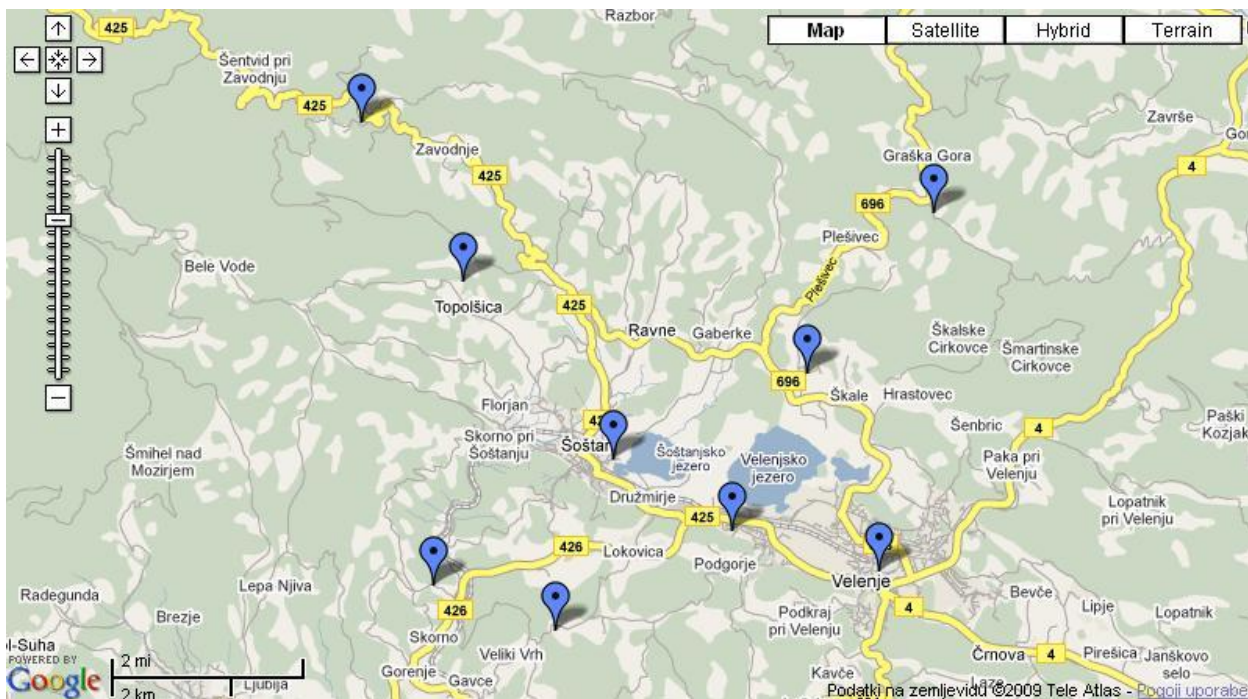 Razbor
Map
Satellite
Hybrid
Terrain
425
Šentvid pri
Zavodnju
425
Završe
Zavodnje
Graška Gora
4
425
696
Plešivec
Bele Vode
Plešivec
Topolšica
425
Ravne
Gaberke
Škalske
Cirkovce
Šmartinske
Cirkovce
696
Škale
Hrastovec
Florjan
Paški
Kozjak
Šenbric
4
Skorno pri
Šoštanju
Šmihel nad
Mozirjem
Šoštanjsko
jezero
Velenjsko
jezero
Paka pri
Velenju
Družmirje
Lopatnik
pri Velenju
425
426
Lokovica
Podgorje
Velenje
Lepa Njiva
Radegunda
Brezje
Bevče
Lipje
Lopatnik
426
4
Podkraj
pri Velenju
Skorno
Veliki Vrh
Črnova
4
Pirešica
Janškovo
selo
POWERED BY
Google
2 mi
2 km
Gorenje
Gavce
Kavče
Ljubija
Laze
Podatki na zemljevidu ©2009 Tele Atlas - Pogoji uporabe